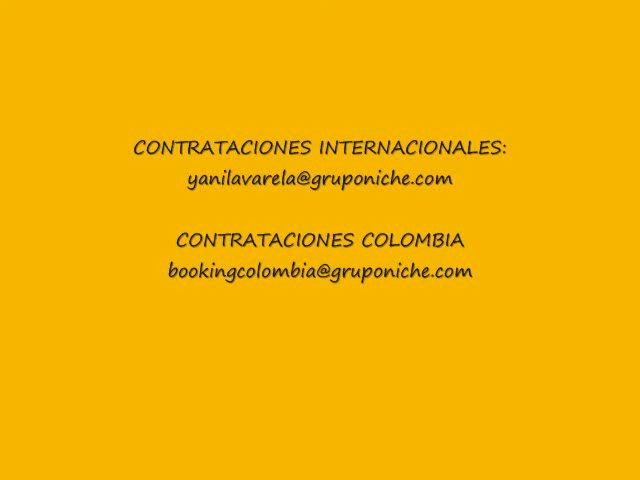 CONTRATACIONES INTERNACIONALES:
yanilavarela@gruponiche.com
CONTRATACIONES COLOMBIA
bookingcolombia@gruponiche.com